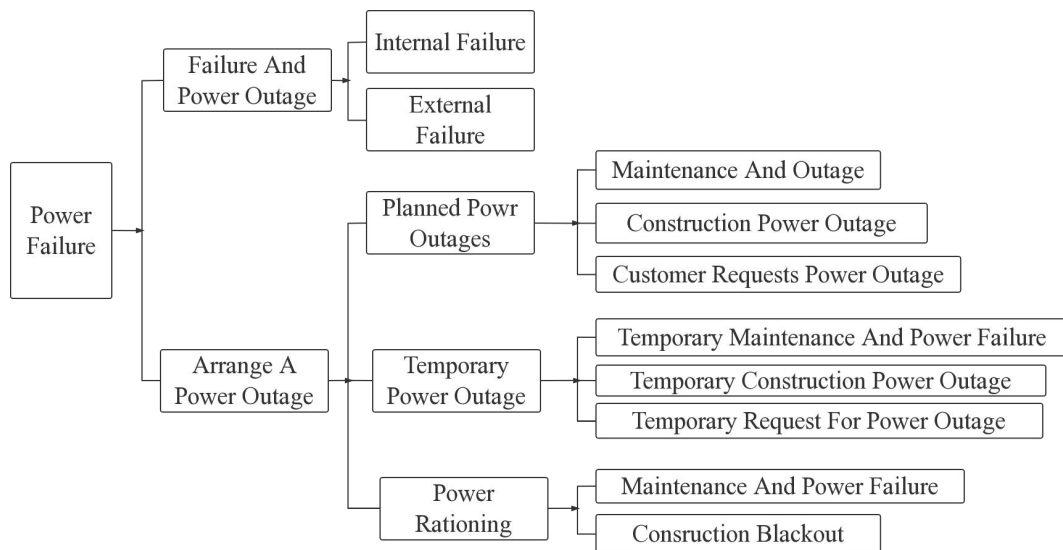 Power
Failure
Failure And
Power Outage
Internal Failure
External
Failure
Arrange A
Power Outage
Planned Powr
Outages
Maintenance And Outage
Construction Power Outage
Customer Requests Power Outage
Temporary
Power Outage
Temporary Maintenance And Power Failure
Temporary Construction Power Outage
Temporary Request For Power Outage
Power
Rationing
Maintenance And Power Failure
Consruction Blackout